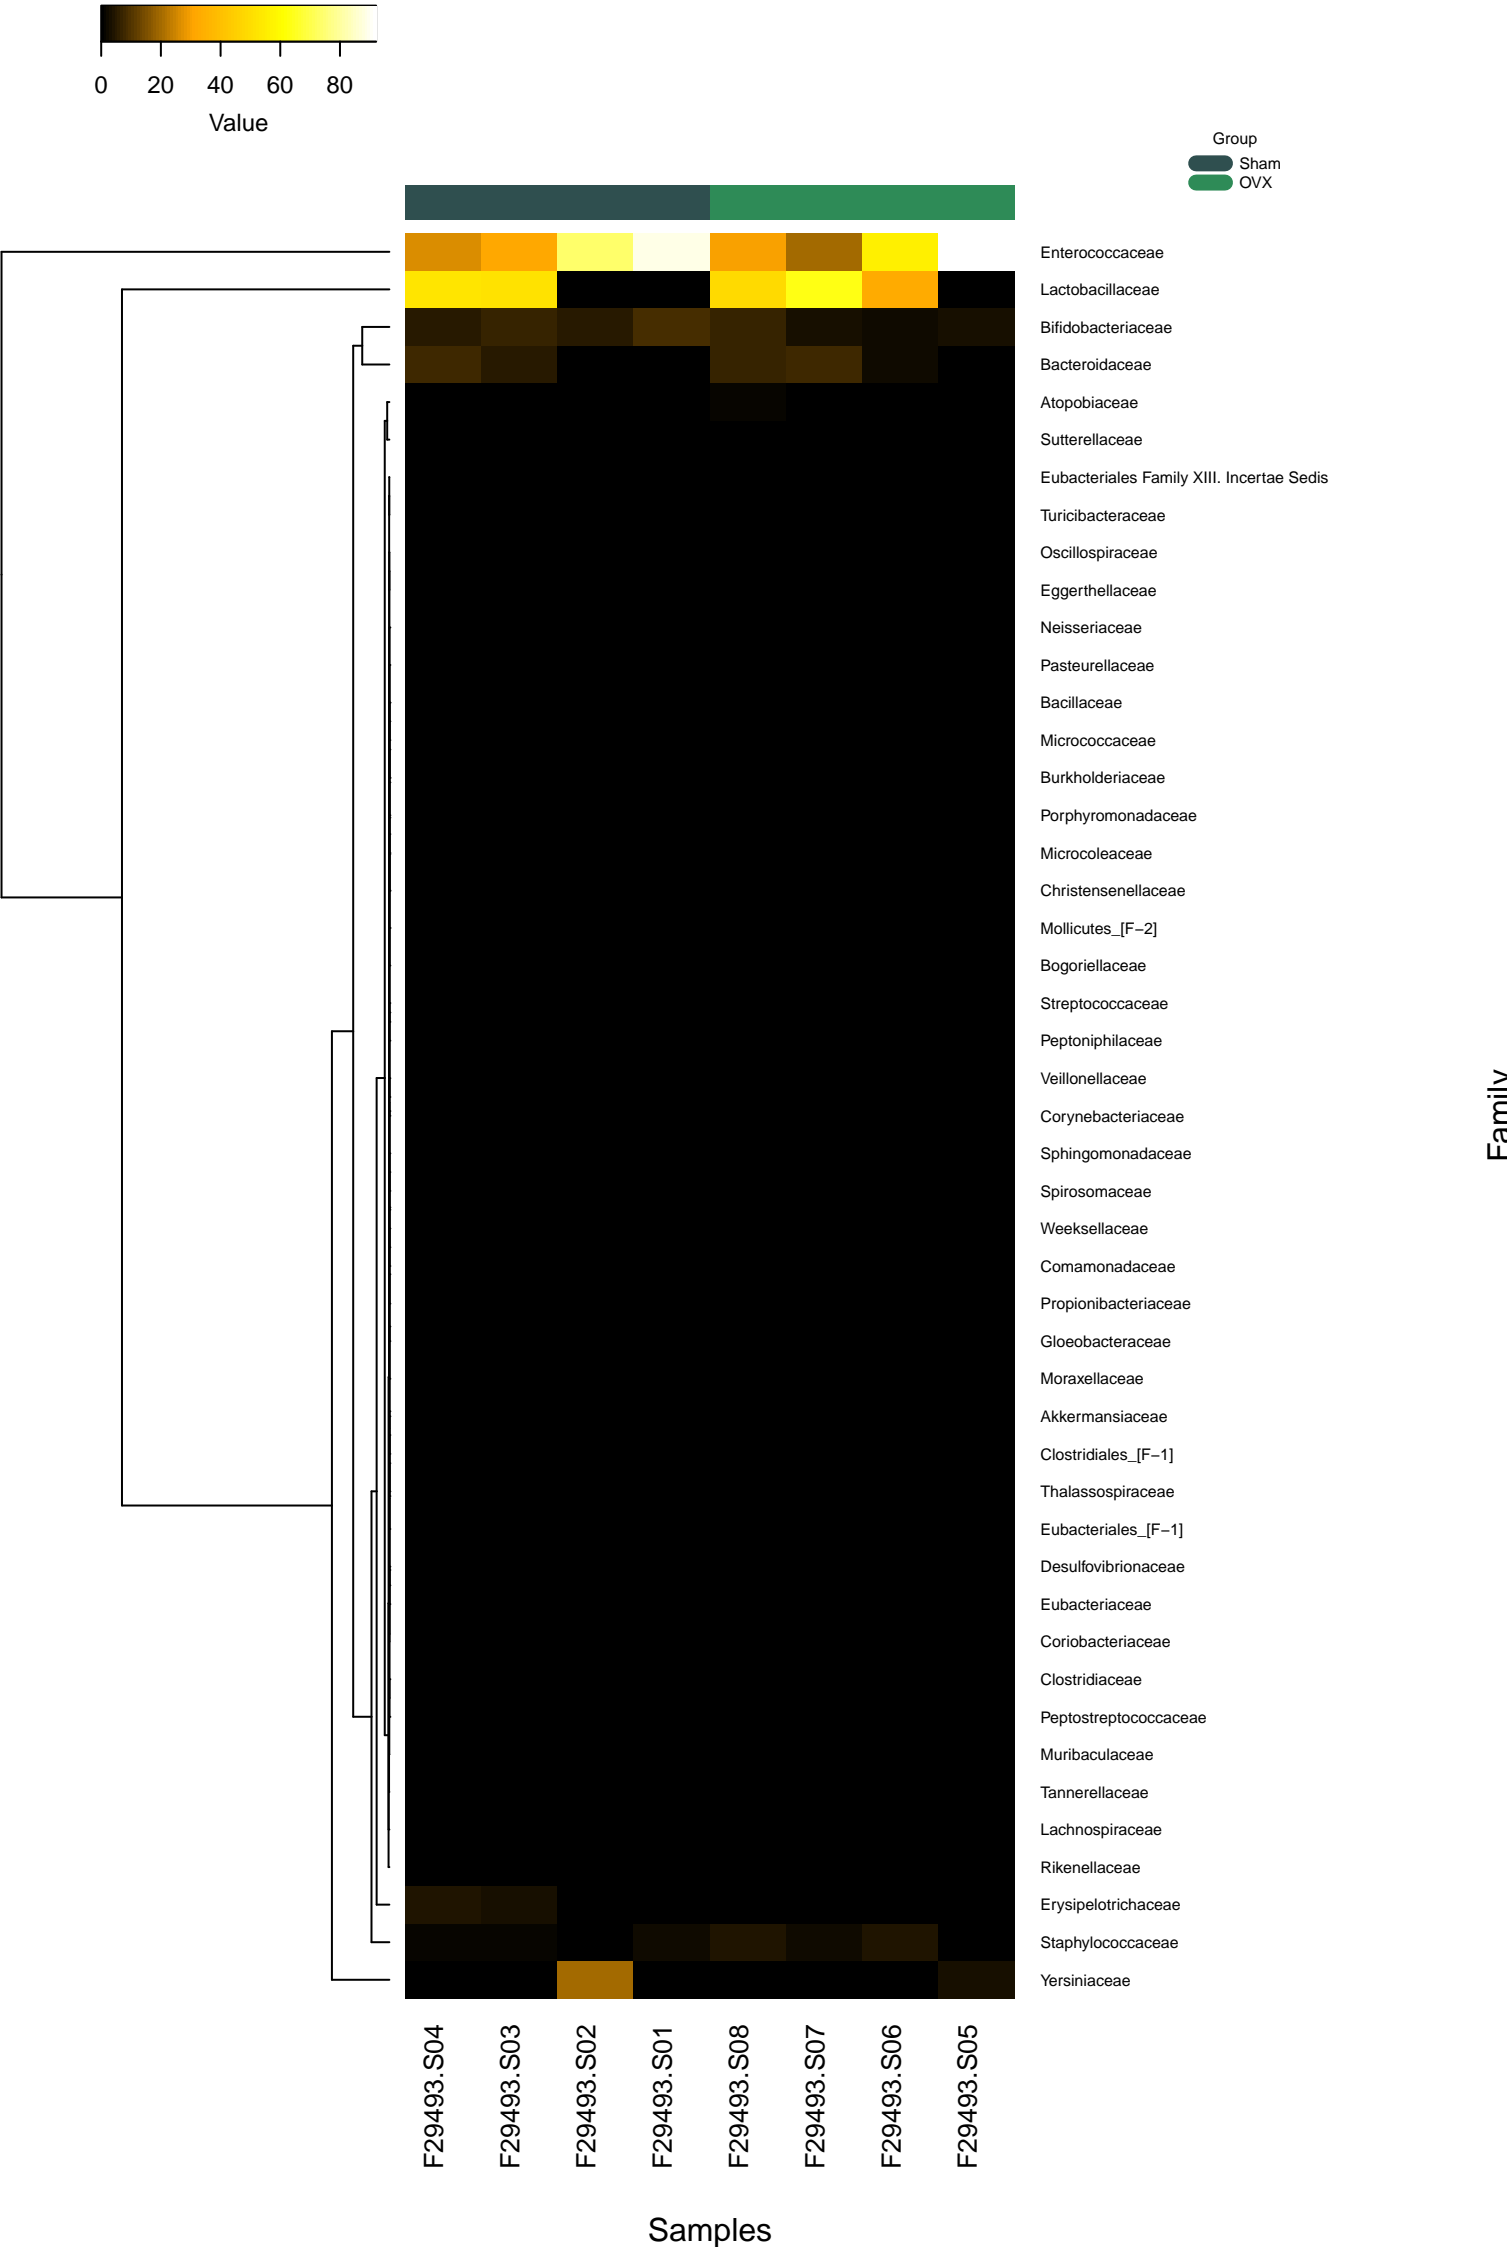 0 20 40 60 80
Value
Group
Sham
OVX
Enterococcaceae
Lactobacillaceae
Bifidobacteriaceae
Bacteroidaceae
Atopobiaceae
Sutterellaceae
Eubacteriales Family XIII. Incertae Sedis
Turicibacteraceae
Oscillospiraceae
Eggerthellaceae
Neisseriaceae
Pasteurellaceae
Bacillaceae
Micrococcaceae
Burkholderiaceae
Porphyromonadaceae
Microcoleaceae
Christensenellaceae
Mollicutes_[F−2]
Bogoriellaceae
Streptococcaceae
Peptoniphilaceae
Veillonellaceae
Corynebacteriaceae
Sphingomonadaceae
Spirosomaceae
Weeksellaceae
Comamonadaceae
Propionibacteriaceae
Gloeobacteraceae
Moraxellaceae
Akkermansiaceae
Clostridiales_[F−1]
Thalassospiraceae
Eubacteriales_[F−1]
Desulfovibrionaceae
Eubacteriaceae
Coriobacteriaceae
Clostridiaceae
Peptostreptococcaceae
Muribaculaceae
Tannerellaceae
Lachnospiraceae
Rikenellaceae
Erysipelotrichaceae
Staphylococcaceae
Yersiniaceae
Family
F29493.S04
F29493.S03
F29493.S02
F29493.S01
F29493.S08
F29493.S07
F29493.S06
F29493.S05
Samples